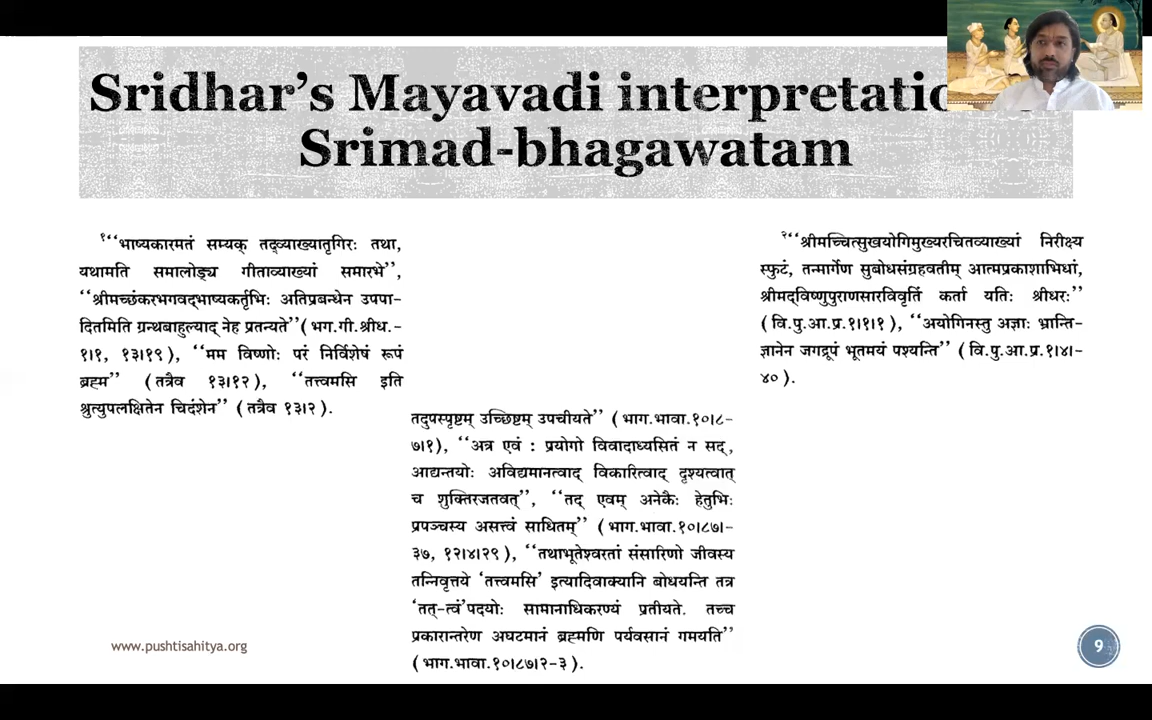 Sridhar’s Mayavadi interpretatio
Srimad-bhagawatam
१‘‘भाष्यकारमतं सम्यक् तद्व्याख्यातृगिरः तथा,
यथामति समालोड्य गीताव्याख्यां समारभे’’,
‘‘श्रीमच्छंकरभगवद्भाष्यकर्तृभिः अतिप्रबन्धेन उपपा-
दितमिति ग्रन्थबाहुल्याद् नेह प्रतन्यते’’(भग.गी.श्रीध.-
१।१, १३।१९), ‘‘मम विष्णोः परं निर्विशेषं रूपं
ब्रह्म’’ (तत्रैव १३।१२), ‘‘तत्त्वमसि इति
श्रुत्युपलक्षितेन चिदंशेन’’ (तत्रैव १३।२).
तदुपस्पृष्टम् उच्छिष्टम् उपचीयते’’ (भाग.भावा.१०।८-
७।१), ‘‘अत्र एवं : प्रयोगो विवादाध्यसितं न सद्,
आद्यन्तयोः अविद्यमानत्वाद् विकारित्वाद् दृश्यत्वात्
च शुक्तिरजतवत्’’, ‘‘तद् एवम् अनेकैः हेतुभिः
प्रपञ्चस्य असत्त्वं साधितम्’’ (भाग.भावा.१०।८७।-
३७, १२।४।२९), ‘‘तथाभूतेश्वरतां संसारिणो जीवस्य
तन्निवृत्तये ‘तत्त्वमसि’ इत्यादिवाक्यानि बोधयन्ति तत्र
‘तत्-त्वं’पदयोः सामानाधिकरण्यं प्रतीयते. तच्च
प्रकारान्तरेण अघटमानं ब्रह्मणि पर्यवसानं गमयति’’
(भाग.भावा.१०।८७।२-३).
२‘‘श्रीमच्चित्सुखयोगिमुख्यरचितव्याख्यां निरीक्ष्य
स्फुटं, तन्मार्गेण सुबोधसंग्रहवतीम् आत्मप्रकाशाभिधां,
श्रीमद्विष्णुपुराणसारविवृतिं कर्ता यतिः श्रीधरः’’
(वि.पु.आ.प्र.१।१।१), ‘‘अयोगिनस्तु अज्ञाः भ्रान्ति-
ज्ञानेन जगद्रूपं भूतमयं पश्यन्ति’’ (वि.पु.आ.प्र.१।४।-
४०).
www.pushtisahitya.org
9